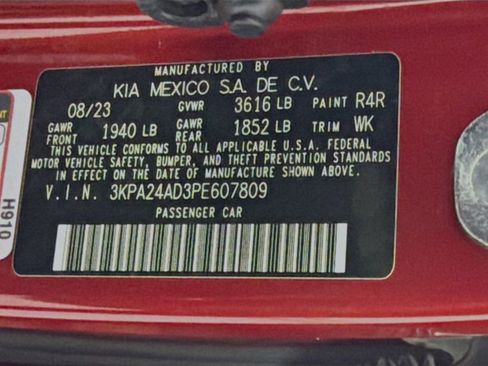 MANUFACTURED BY
KIA MEXICO S.A. DE C.V.
08/23 GVWR 3616 LB PAINT R4R
GAWR FRONT 1940 LB GAWR REAR 1852 LB TRIM WK
THIS VEHICLE CONFORMS TO ALL APPLICABLE U.S.A. FEDERAL
MOTOR VEHICLE SAFETY, BUMPER, AND THEFT PREVENTION STANDARDS
IN EFFECT ON THE DATE OF MANUFACTURE SHOWN ABOVE.
V.I.N. 3KPA24AD3PE607809
PASSENGER CAR
H910